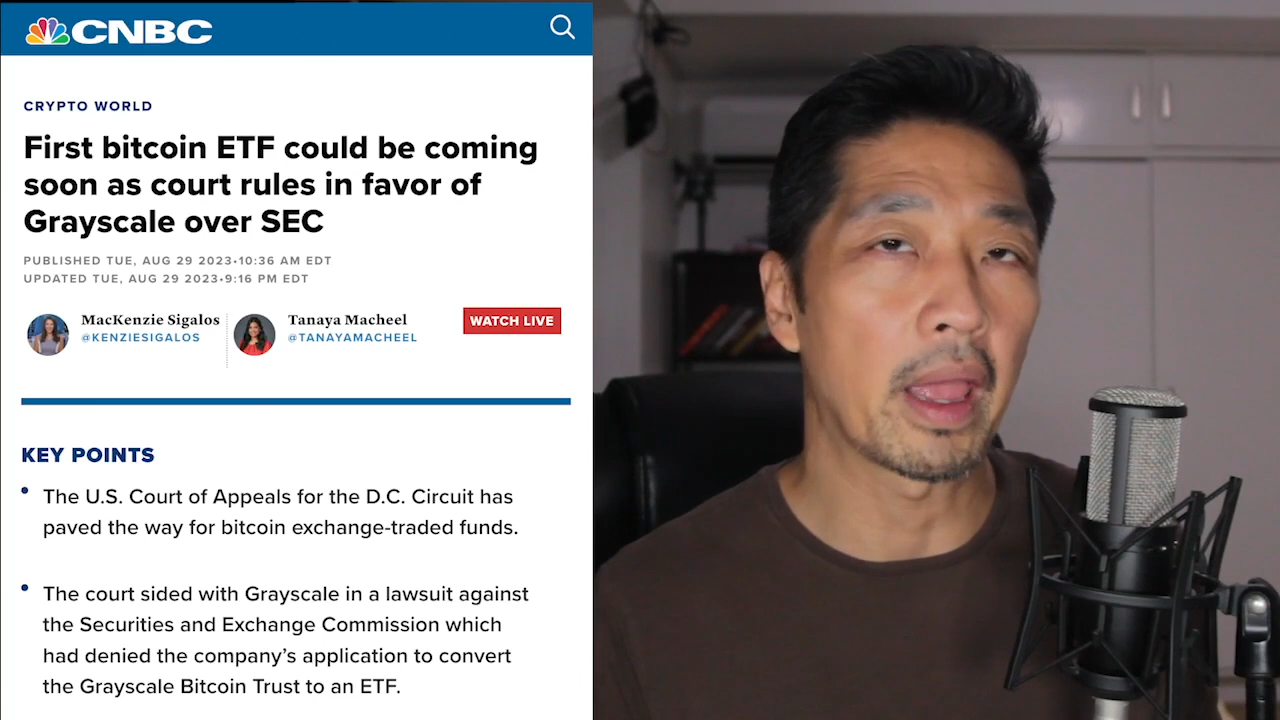 CNBC
CRYPTO WORLD
First bitcoin ETF could be coming
soon as court rules in favor of
Grayscale over SEC
PUBLISHED TUE, AUG 29 2023•10:36 AM EDT
UPDATED TUE, AUG 29 2023•9:16 PM EDT
MacKenzie Sigalos
@KENZIESIGALOS
Tanaya Macheel
@TANAYAMACHEEL
WATCH LIVE
KEY POINTS
• The U.S. Court of Appeals for the D.C. Circuit has
paved the way for bitcoin exchange-traded funds.
• The court sided with Grayscale in a lawsuit against
the Securities and Exchange Commission which
had denied the company’s application to convert
the Grayscale Bitcoin Trust to an ETF.